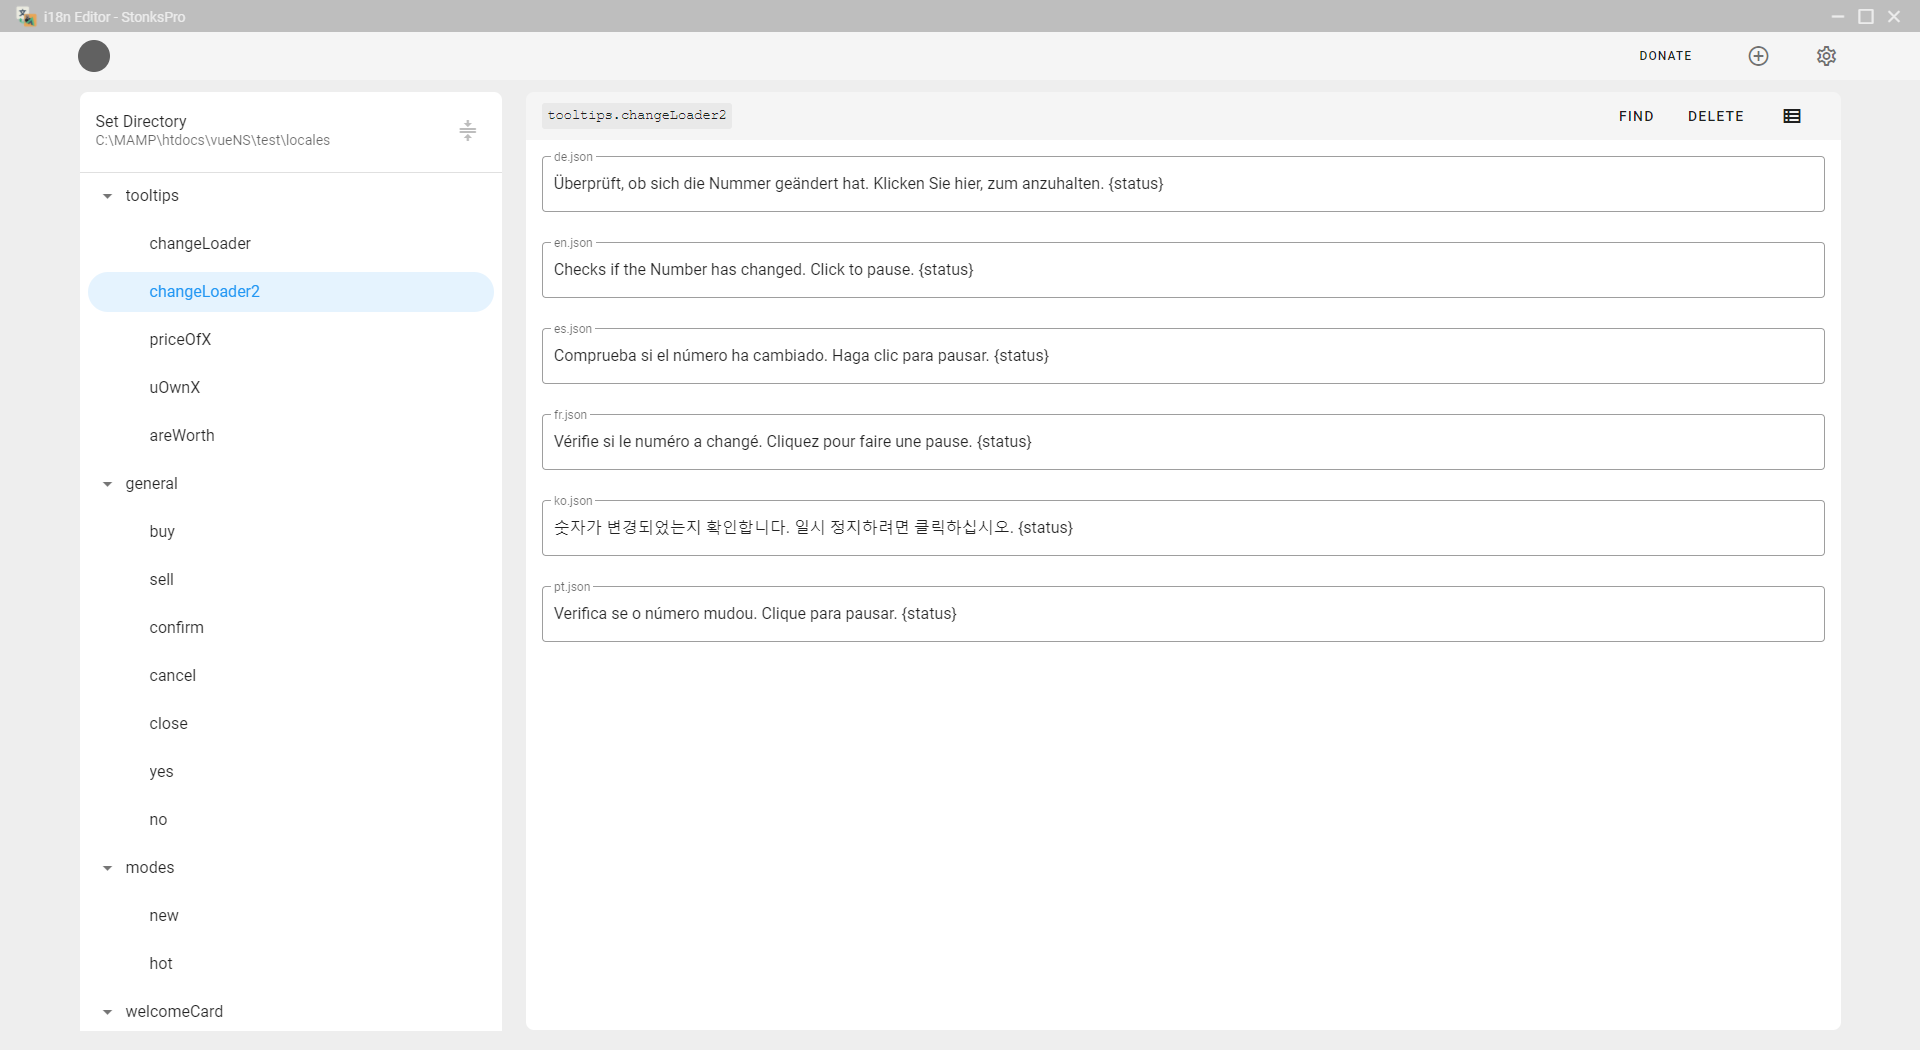 i18n Editor - StonksPro
DONATE
Set Directory
C:\MAMP\htdocs\vueNS\test\locales
tooltips
changeLoader
changeLoader2
priceOfX
uOwnX
areWorth
general
buy
sell
confirm
cancel
close
yes
no
modes
new
hot
welcomeCard
tooltips.changeLoader2
FIND DELETE
de.json
Überprüft, ob sich die Nummer geändert hat. Klicken Sie hier, zum anzuhalten. {status}
en.json
Checks if the Number has changed. Click to pause. {status}
es.json
Comprueba si el número ha cambiado. Haga clic para pausar. {status}
fr.json
Vérifie si le numéro a changé. Cliquez pour faire une pause. {status}
ko.json
숫자가 변경되었는지 확인합니다. 일시 정지하려면 클릭하십시오. {status}
pt.json
Verifica se o número mudou. Clique para pausar. {status}